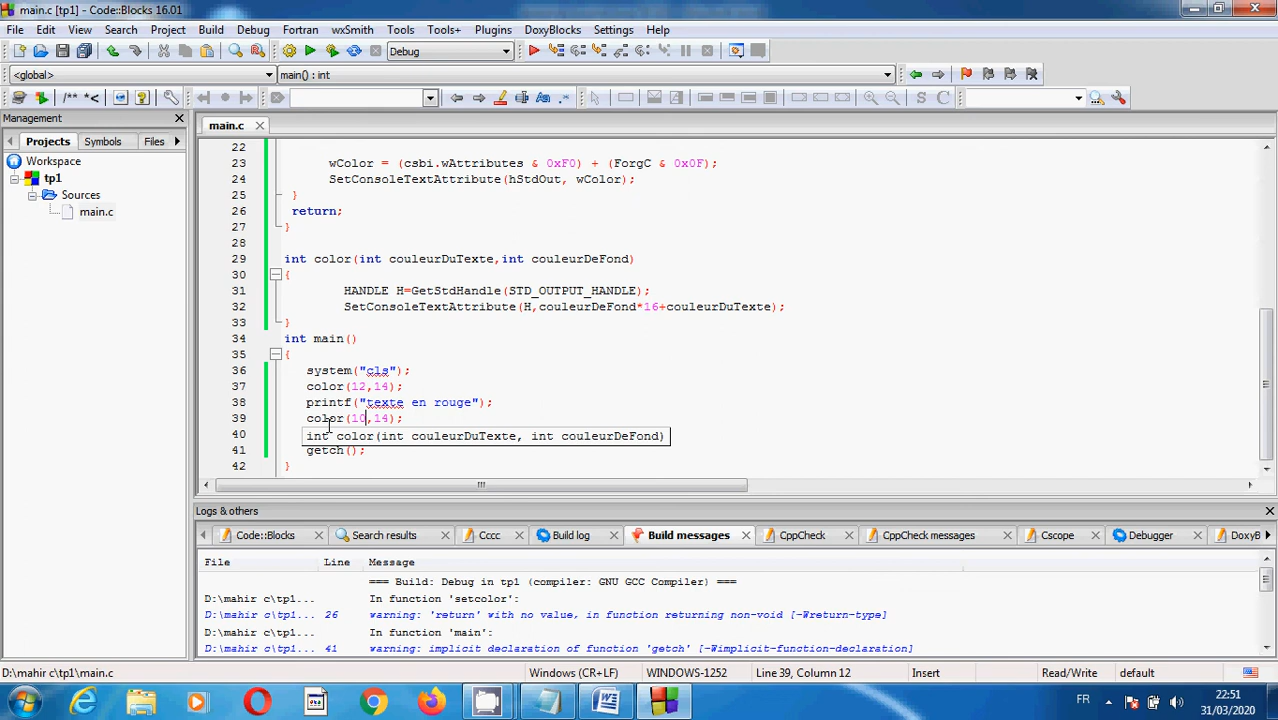 main.c [tp1] - Code::Blocks 16.01
File Edit View Search Project Build Debug Fortran wxSmith Tools Tools+ Plugins DoxyBlocks Settings Help
Debug
<global> main() : int
/** *<
S C
Management
Projects Symbols Files
Workspace
tp1
Sources
main.c
main.c
22
23 wColor = (csbi.wAttributes & 0xF0) + (ForgC & 0x0F);
24 SetConsoleTextAttribute(hStdOut, wColor);
25 }
26 return;
27 }
28
29 int color(int couleurDuTexte,int couleurDeFond)
30 {
31 HANDLE H=GetStdHandle(STD_OUTPUT_HANDLE);
32 SetConsoleTextAttribute(H,couleurDeFond*16+couleurDuTexte);
33 }
34 int main()
35 {
36 system("cls");
37 color(12,14);
38 printf("texte en rouge");
39 color(10,14);
40 int color(int couleurDuTexte, int couleurDeFond)
41 getch();
42 }
Logs & others
Code::Blocks Search results Cccc Build log Build messages CppCheck CppCheck messages Cscope Debugger DoxyB
File Line Message
=== Build: Debug in tp1 (compiler: GNU GCC Compiler) ===
D:\mahir c\tp1... In function 'setcolor':
D:\mahir c\tp1... 26 warning: 'return' with no value, in function returning non-void [-Wreturn-type]
D:\mahir c\tp1... In function 'main':
D:\mahir c\tp1... 41 warning: implicit declaration of function 'getch' [-Wimplicit-function-declaration]
D:\mahir c\tp1\main.c Windows (CR+LF) WINDOWS-1252 Line 39, Column 12 Insert Read/Write default
FR 22:51
31/03/2020